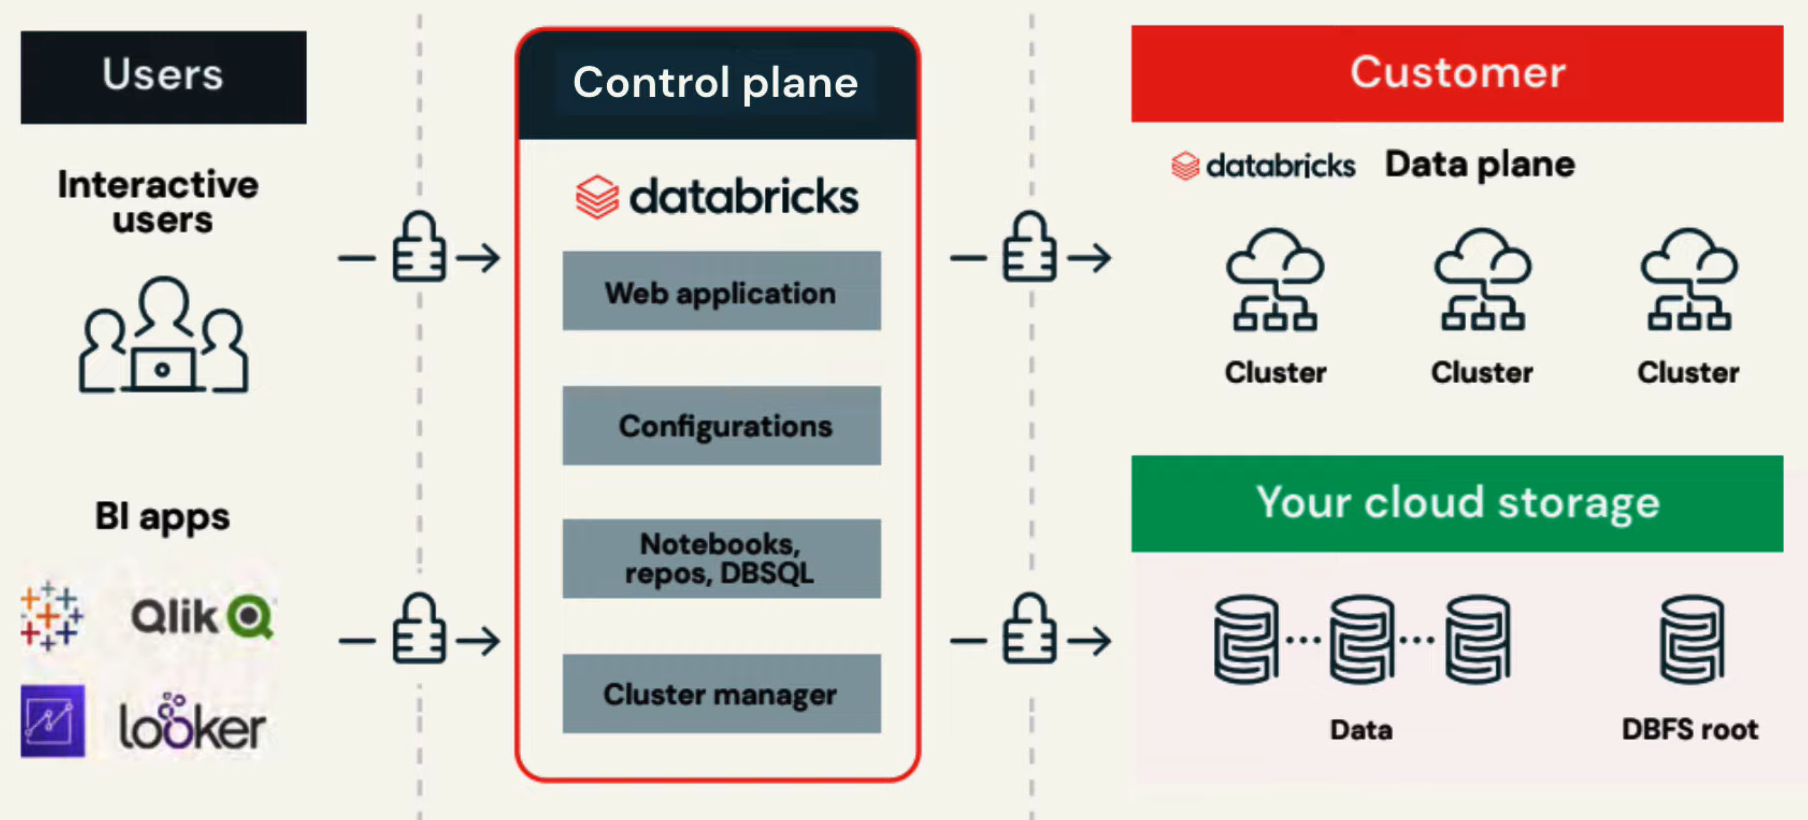 Users
Interactive
users
BI apps
Qlik
looker
Control plane
databricks
Web application
Configurations
Notebooks,
repos, DBSQL
Cluster manager
Customer
databricks Data plane
Cluster Cluster Cluster
Your cloud storage
Data DBFS root